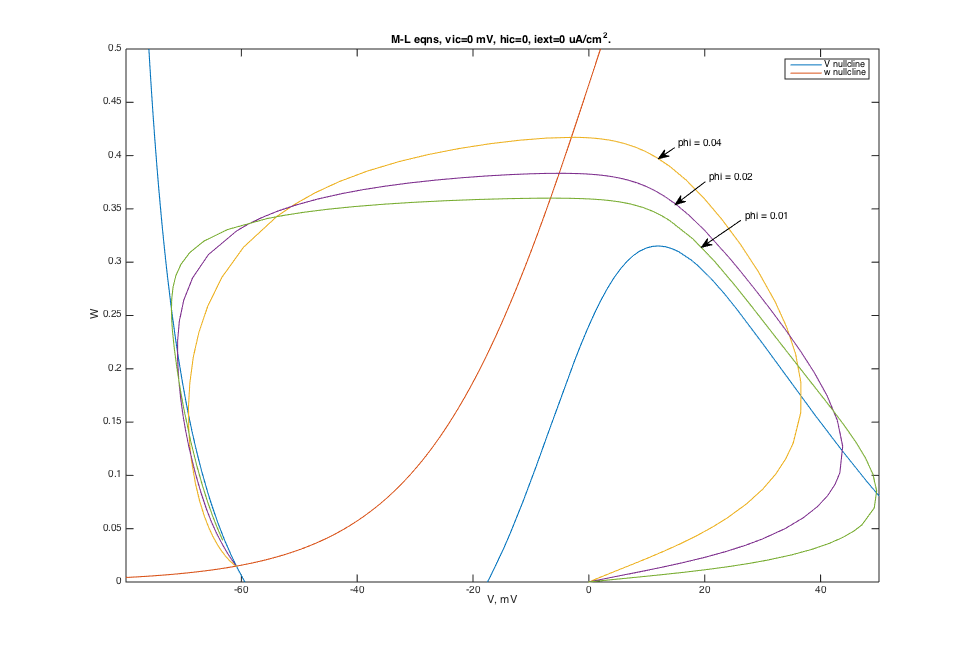 M-L eqns, vic=0 mV, hic=0, iext=0 uA/cm².
V nullcline
w nullcline
phi = 0.04
phi = 0.02
phi = 0.01
W
0.5
0.45
0.4
0.35
0.3
0.25
0.2
0.15
0.1
0.05
0
-60
-40
-20
0
20
40
V, mV